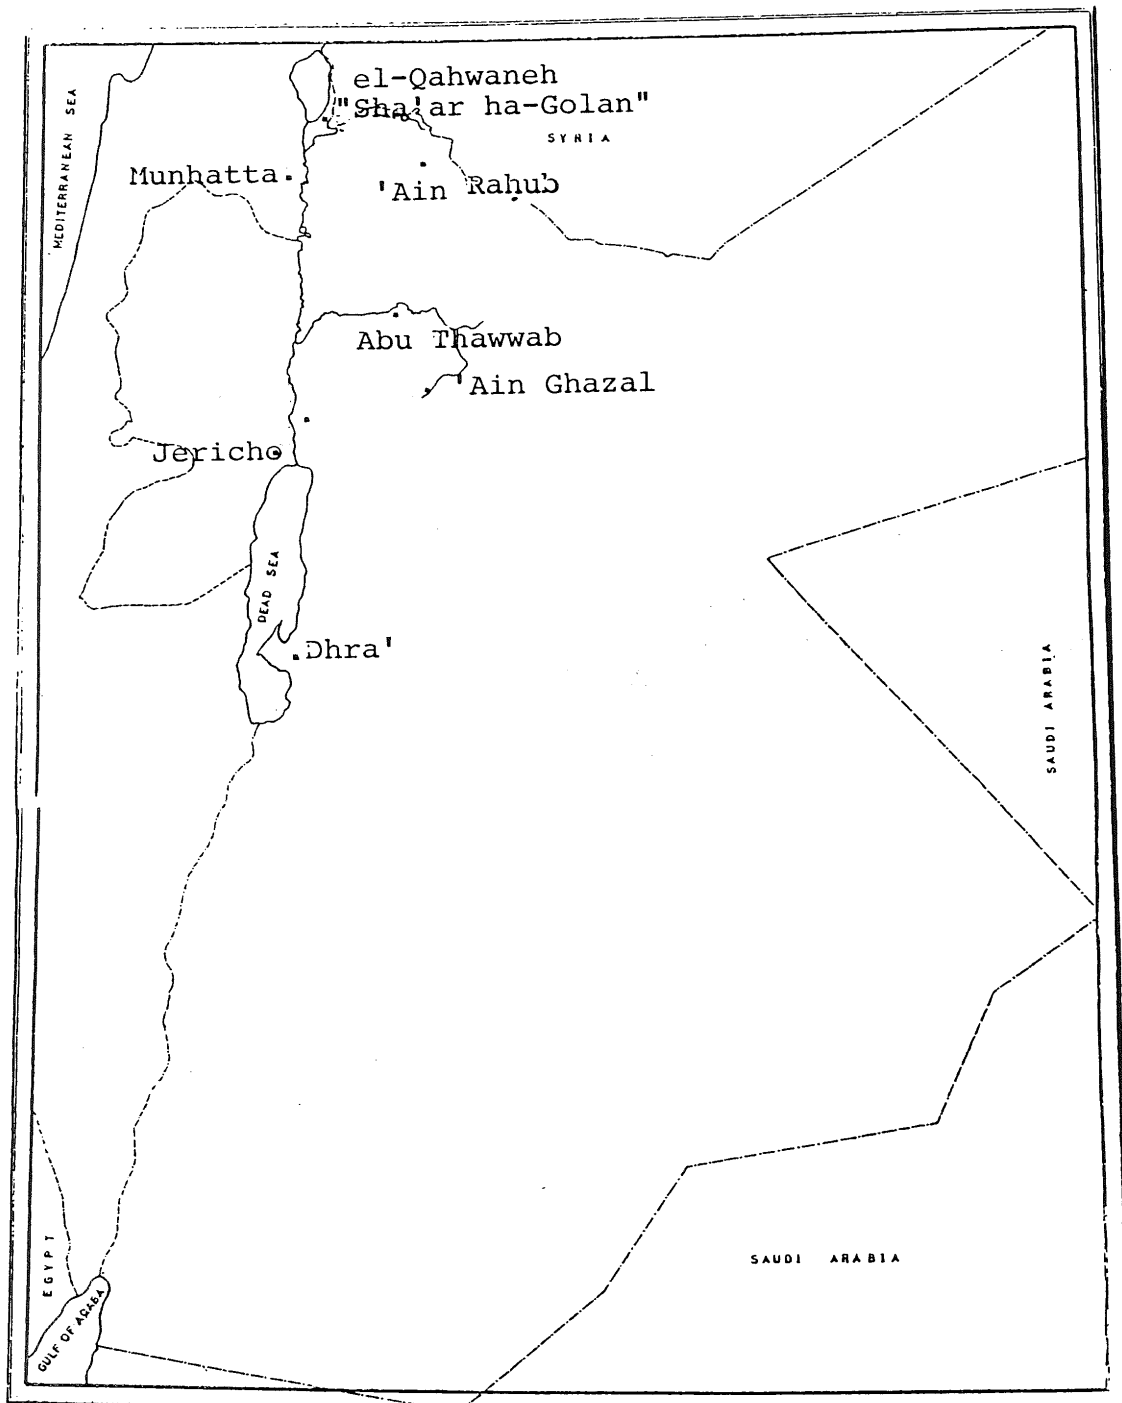 el-Qahwaneh
"Sha'ar ha-Golan"
MEDITERRANEAN SEA
SYRIA
Munhatta
'Ain Rahub
Abu Thawwab
'Ain Ghazal
Jericho
DEAD SEA
Dhra'
SAUDI ARABIA
EGYPT
SAUDI ARABIA
GULF OF AQABA